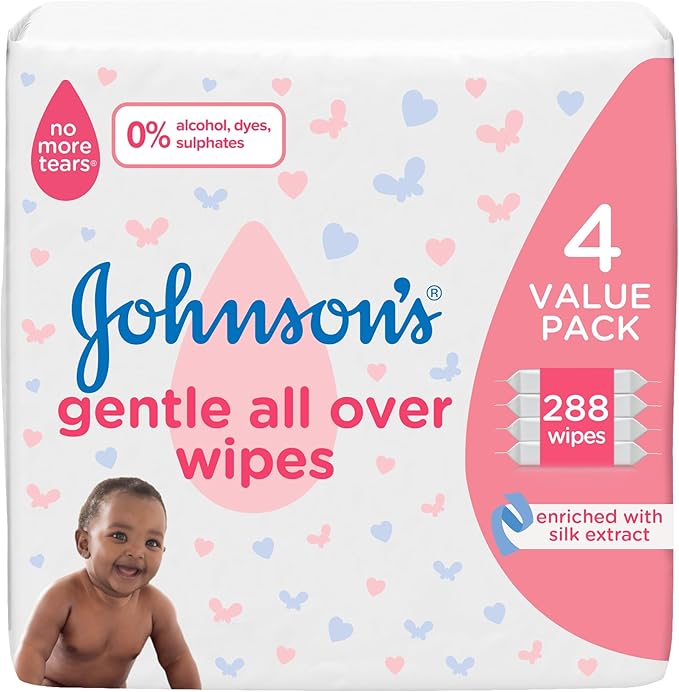 no
more
tears®
0% alcohol, dyes,
sulphates
Johnson's®
gentle all over
wipes
4
VALUE
PACK
288
wipes
enriched with
silk extract